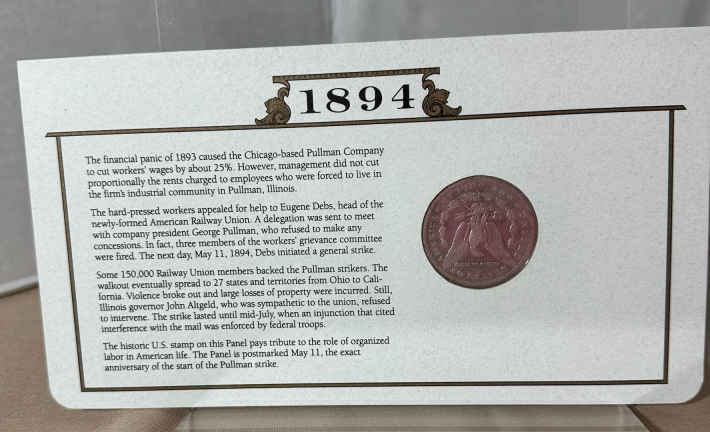 1894
The financial panic of 1893 caused the Chicago-based Pullman Company
to cut workers' wages by about 25%. However, management did not cut
proportionally the rents charged to employees who were forced to live in
the firm's industrial community in Pullman, Illinois.
The hard-pressed workers appealed for help to Eugene Debs, head of the
newly-formed American Railway Union. A delegation was sent to meet
with company president George Pullman, who refused to make any
concessions. In fact, three members of the workers' grievance committee
were fired. The next day, May 11, 1894, Debs initiated a general strike.
Some 150,000 Railway Union members backed the Pullman strikers. The
walkout eventually spread to 27 states and territories from Ohio to Cali-
fornia. Violence broke out and large losses of property were incurred. Still,
Illinois governor John Altgeld, who was sympathetic to the union, refused
to intervene. The strike lasted until mid-July, when an injunction that cited
interference with the mail was enforced by federal troops.
The historic U.S. stamp on this Panel pays tribute to the role of organized
labor in American life. The Panel is postmarked May 11, the exact
anniversary of the start of the Pullman strike.